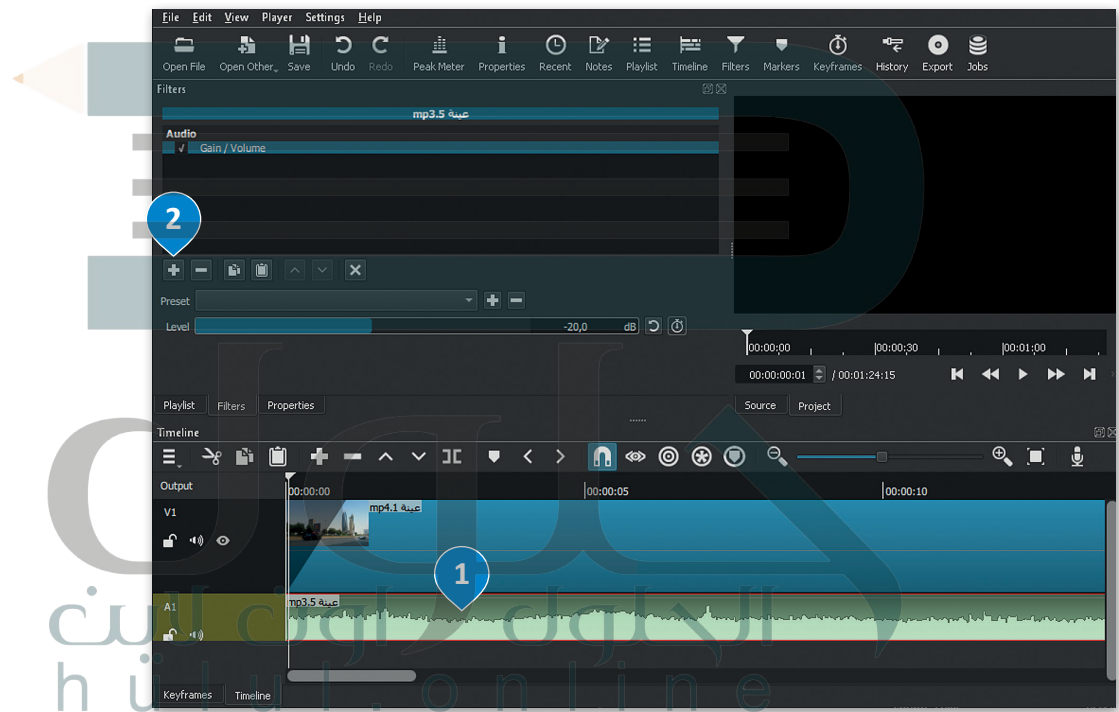 File Edit View Player Settings Help
Open File Open Other Save Undo Redo Peak Meter Properties Recent Notes Playlist Timeline Filters Markers Keyframes History Export Jobs
Filters
عينة mp3.5
Audio
Gain / Volume
2
Preset
Level -20,0 dB
00:00:00 00:00:30 00:01:00
00:00:00:01 / 00:01:24:15
Playlist Filters Properties
Source Project
Timeline
Output
00:00:00 00:00:05 00:00:10
V1
عينة mp4.1
1
A1
عينة mp3.5
Keyframes Timeline
حلول اون لاين
hulul.online